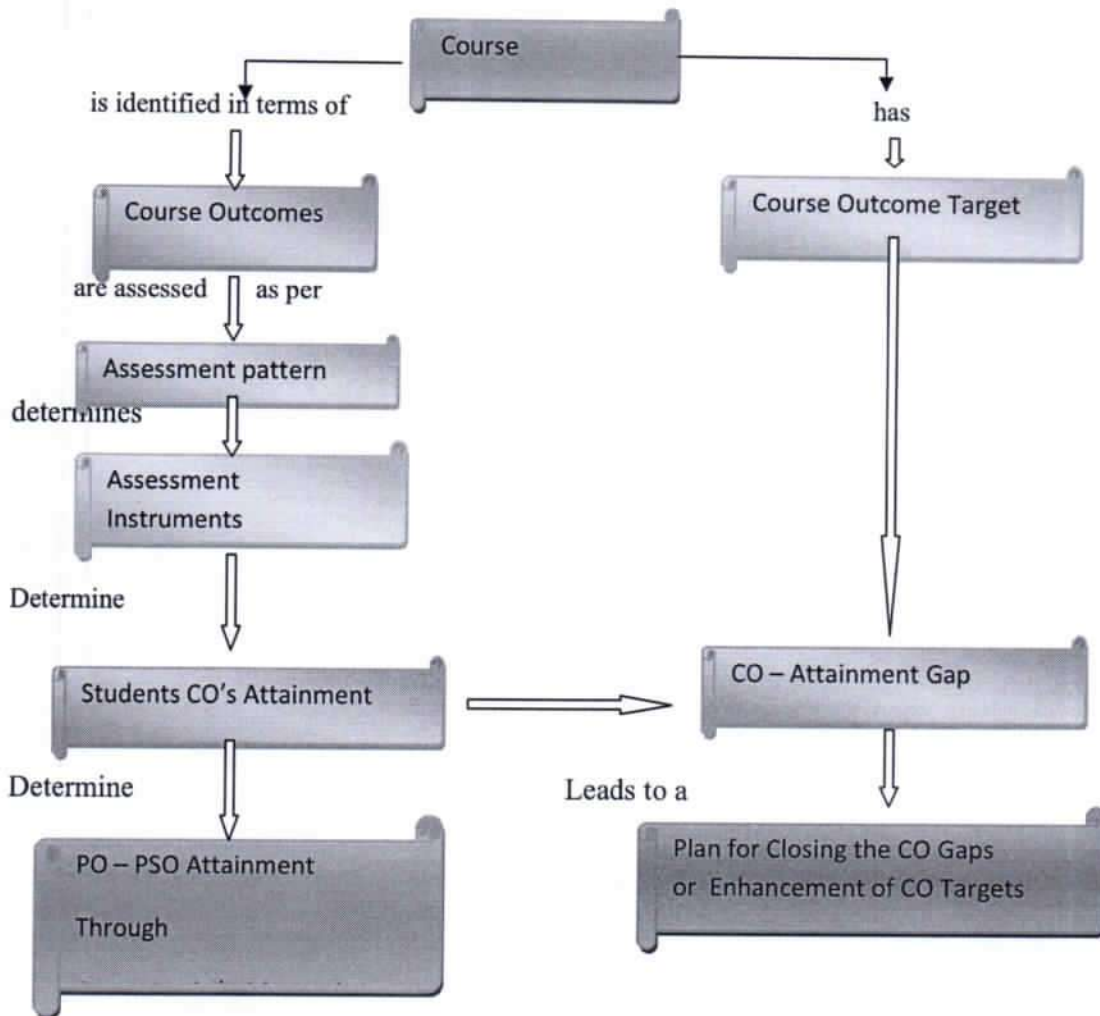 Course
is identified in terms of
has
Course Outcomes
Course Outcome Target
are assessed as per
Assessment pattern
determines
Assessment
Instruments
Determine
Students CO's Attainment
CO – Attainment Gap
Determine
Leads to a
PO – PSO Attainment
Through
Plan for Closing the CO Gaps
or Enhancement of CO Targets